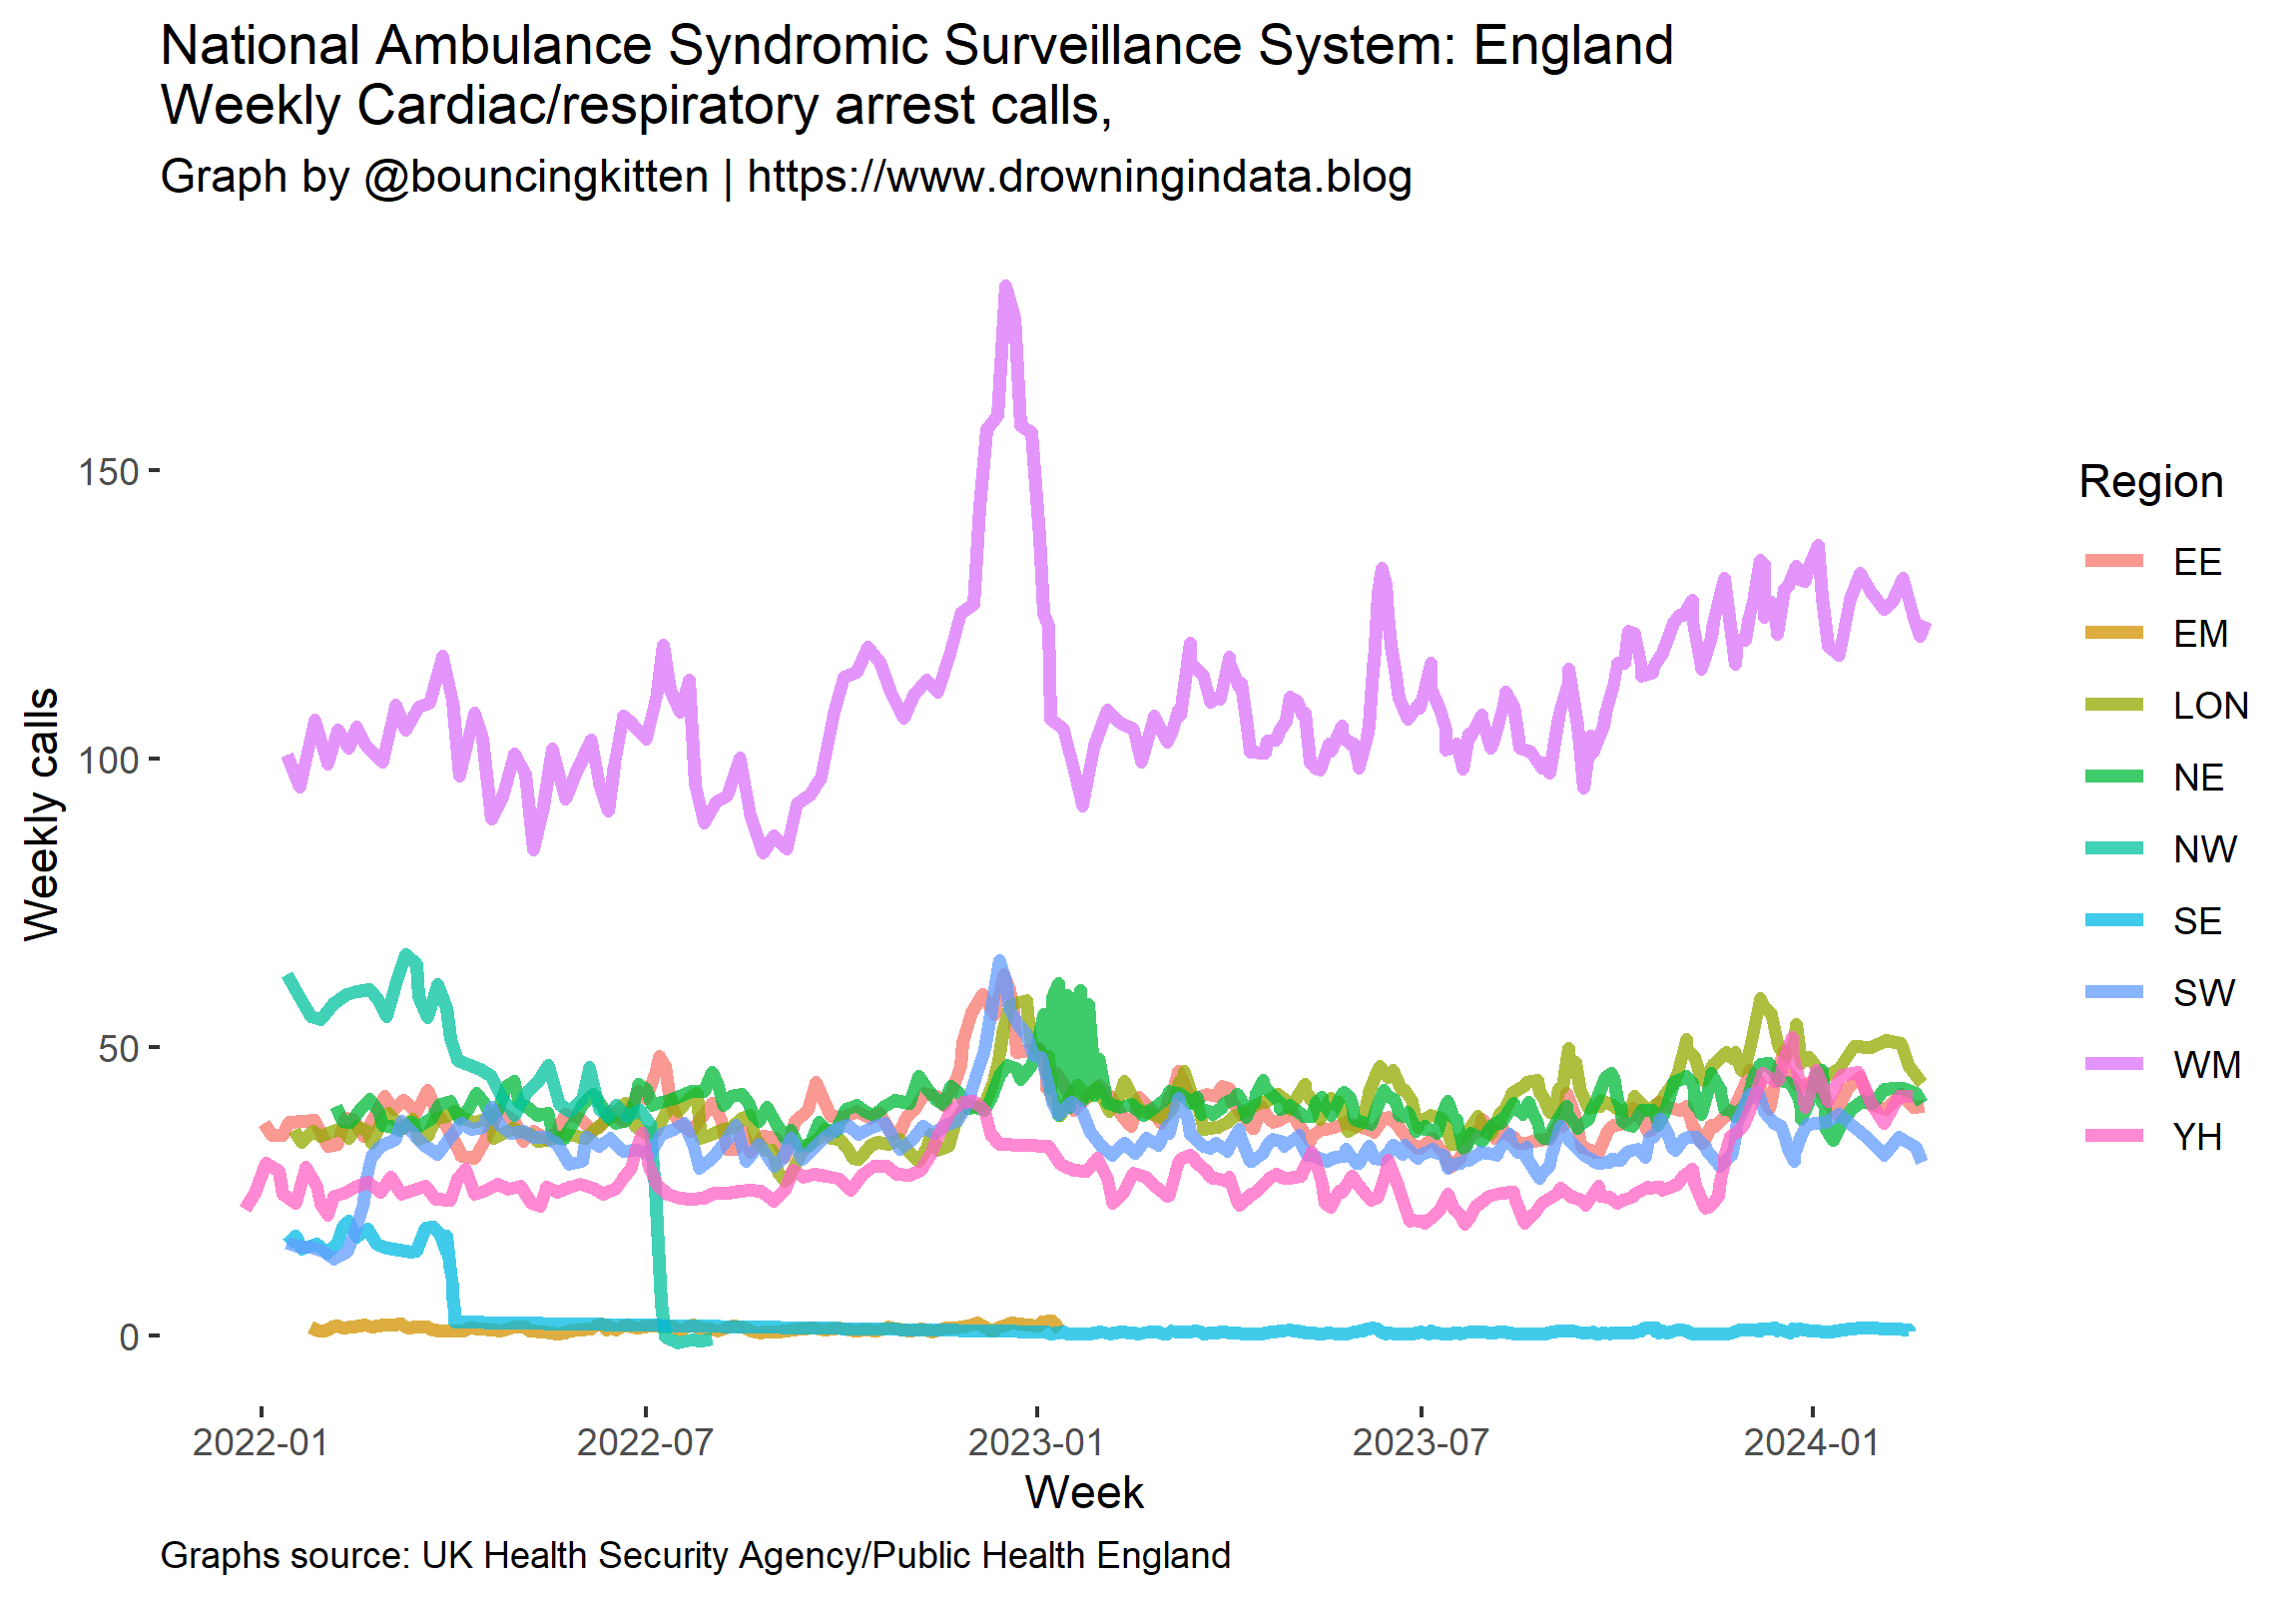 National Ambulance Syndromic Surveillance System: England
Weekly Cardiac/respiratory arrest calls,
Graph by @bouncingkitten | https://www.drowningindata.blog
Weekly calls
150
100
50
0
2022-01
2022-07
2023-01
2023-07
2024-01
Week
Region
EE
EM
LON
NE
NW
SE
SW
WM
YH
Graphs source: UK Health Security Agency/Public Health England